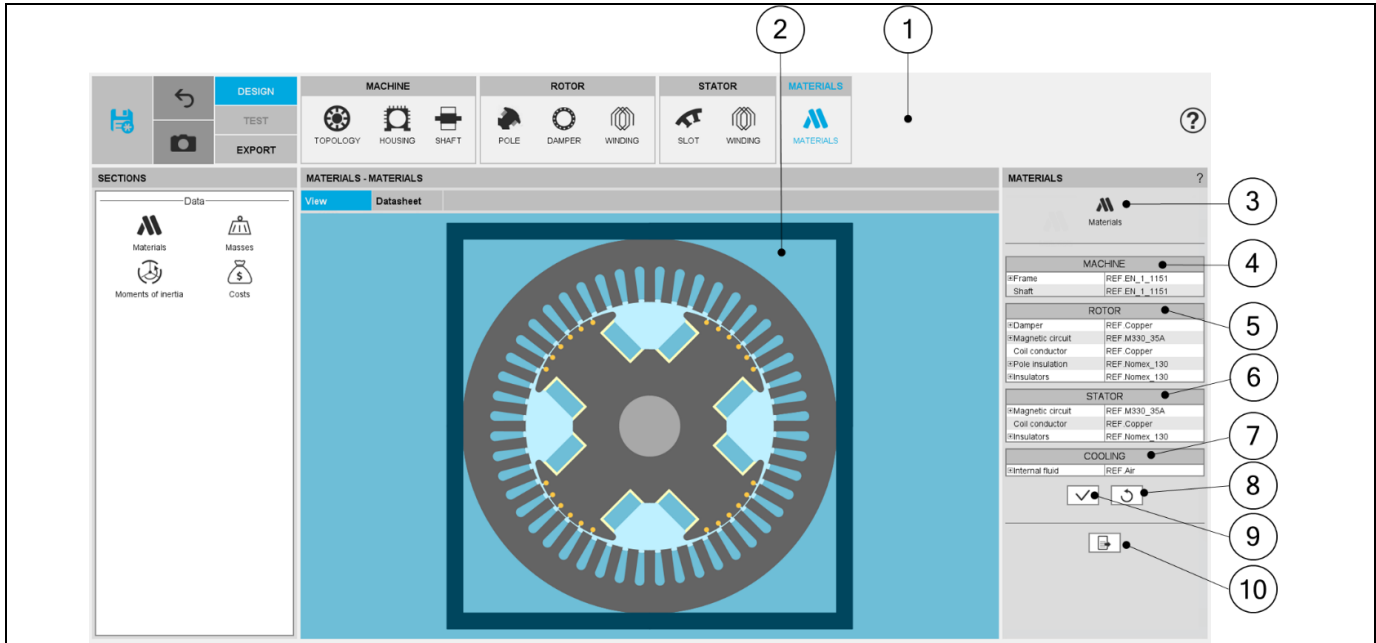 2
1
MACHINE
ROTOR
STATOR
MATERIALS
DESIGN
TEST
EXPORT
TOPOLOGY
HOUSING
SHAFT
POLE
DAMPER
WINDING
SLOT
WINDING
MATERIALS
?
SECTIONS
Data
Materials
Masses
Moments of inertia
$
Costs
MATERIALS - MATERIALS
View
Datasheet
MATERIALS
?
Materials
3
MACHINE
4
Frame REF.EN_1_1151
Shaft REF.EN_1_1151
ROTOR
5
Damper REF.Copper
Magnetic circuit REF.M330_35A
Coil conductor REF.Copper
Pole insulation REF.Nomex_130
Insulators REF.Nomex_130
6
STATOR
Magnetic circuit REF.M330_35A
Coil conductor REF.Copper
Insulators REF.Nomex_130
7
COOLING
Internal fluid REF.Air
8
9
10